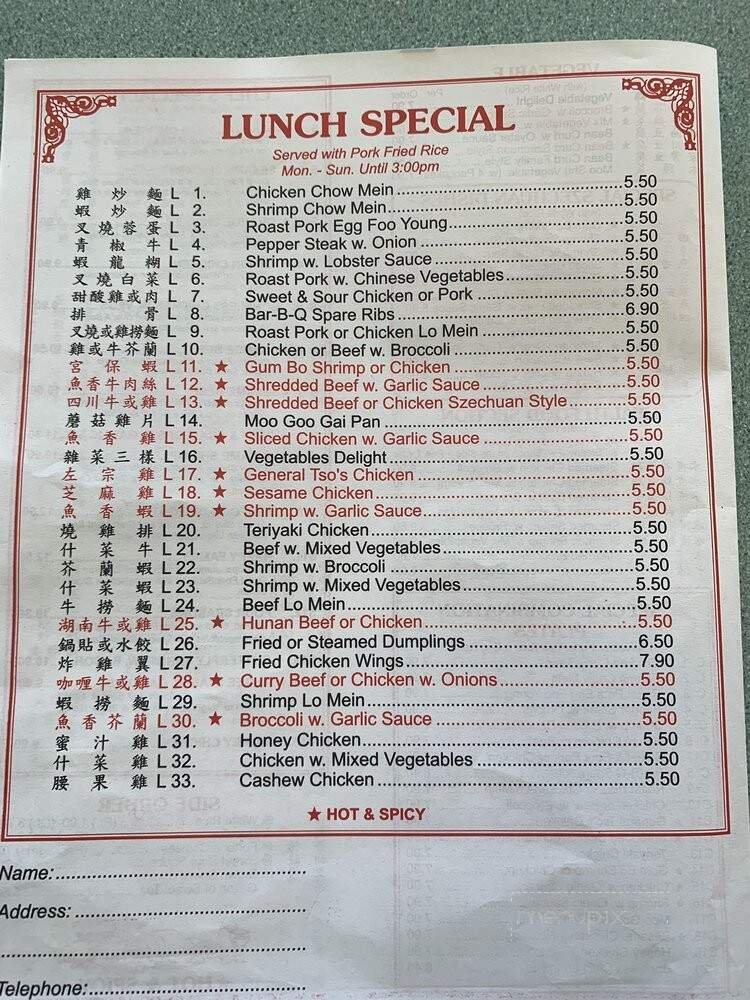 LUNCH SPECIAL
Served with Pork Fried Rice
Mon. - Sun. Until 3:00pm
雞炒麵 L 1. Chicken Chow Mein 5.50
蝦炒麵 L 2. Shrimp Chow Mein 5.50
叉燒蓉蛋 L 3. Roast Pork Egg Foo Young 5.50
青椒牛 L 4. Pepper Steak w. Onion 5.50
蝦龍糊 L 5. Shrimp w. Lobster Sauce 5.50
叉燒白菜 L 6. Roast Pork w. Chinese Vegetables 5.50
甜酸雞或肉 L 7. Sweet & Sour Chicken or Pork 5.50
排骨 L 8. Bar-B-Q Spare Ribs 6.90
叉燒或雞撈麵 L 9. Roast Pork or Chicken Lo Mein 5.50
雞或牛芥蘭 L 10. Chicken or Beef w. Broccoli 5.50
宮保蝦 L 11. ★ Gum Bo Shrimp or Chicken 5.50
魚香牛肉絲 L 12. ★ Shredded Beef w. Garlic Sauce 5.50
四川牛或雞 L 13. ★ Shredded Beef or Chicken Szechuan Style 5.50
蘑菇雞片 L 14. Moo Goo Gai Pan 5.50
魚香雞 L 15. ★ Sliced Chicken w. Garlic Sauce 5.50
雜菜三樣 L 16. Vegetables Delight 5.50
左宗雞 L 17. ★ General Tso's Chicken 5.50
芝麻雞 L 18. ★ Sesame Chicken 5.50
魚香蝦 L 19. ★ Shrimp w. Garlic Sauce 5.50
燒雞排 L 20. Teriyaki Chicken 5.50
什菜牛 L 21. Beef w. Mixed Vegetables 5.50
芥蘭蝦 L 22. Shrimp w. Broccoli 5.50
什菜蝦 L 23. Shrimp w. Mixed Vegetables 5.50
牛撈麵 L 24. Beef Lo Mein 5.50
湖南牛或雞 L 25. ★ Hunan Beef or Chicken 5.50
鍋貼或水餃 L 26. Fried or Steamed Dumplings 6.50
炸雞翼 L 27. Fried Chicken Wings 7.90
咖喱牛或雞 L 28. ★ Curry Beef or Chicken w. Onions 5.50
蝦撈麵 L 29. Shrimp Lo Mein 5.50
魚香芥蘭 L 30. ★ Broccoli w. Garlic Sauce 5.50
蜜汁雞 L 31. Honey Chicken 5.50
什菜雞 L 32. Chicken w. Mixed Vegetables 5.50
腰果雞 L 33. Cashew Chicken 5.50
★ HOT & SPICY
Name:
Address:
Telephone: